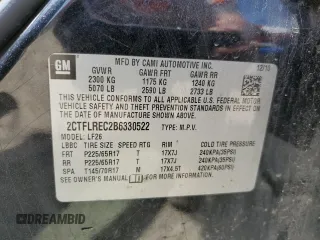 GM
MFD BY CAMI AUTOMOTIVE INC.
12/10
GVWR GAWR FRT GAWR RR
2300 KG 1175 KG 1240 KG
5070 LB 2590 LB 2733 LB
THIS VEHICLE CONFORMS TO ALL APPLICABLE U.S. FEDERAL MOTOR
VEHICLE SAFETY, BUMPER, AND THEFT PREVENTION STANDARDS IN EFFECT ON
THE DATE OF MANUFACTURE SHOWN ABOVE.
2CTFLREC2B6330522 TYPE: M.P.V.
MODEL: LF26
LBBC TIRE SIZE SPEED RTG RIM COLD TIRE PRESSURE
FRT P225/65R17 T 17X7J 240KPA(35PSI)
RR P225/65R17 T 17X7J 240KPA(35PSI)
SPA T145/70R17 M 17X4.5T 420KPA(60PSI)
DREAMBID